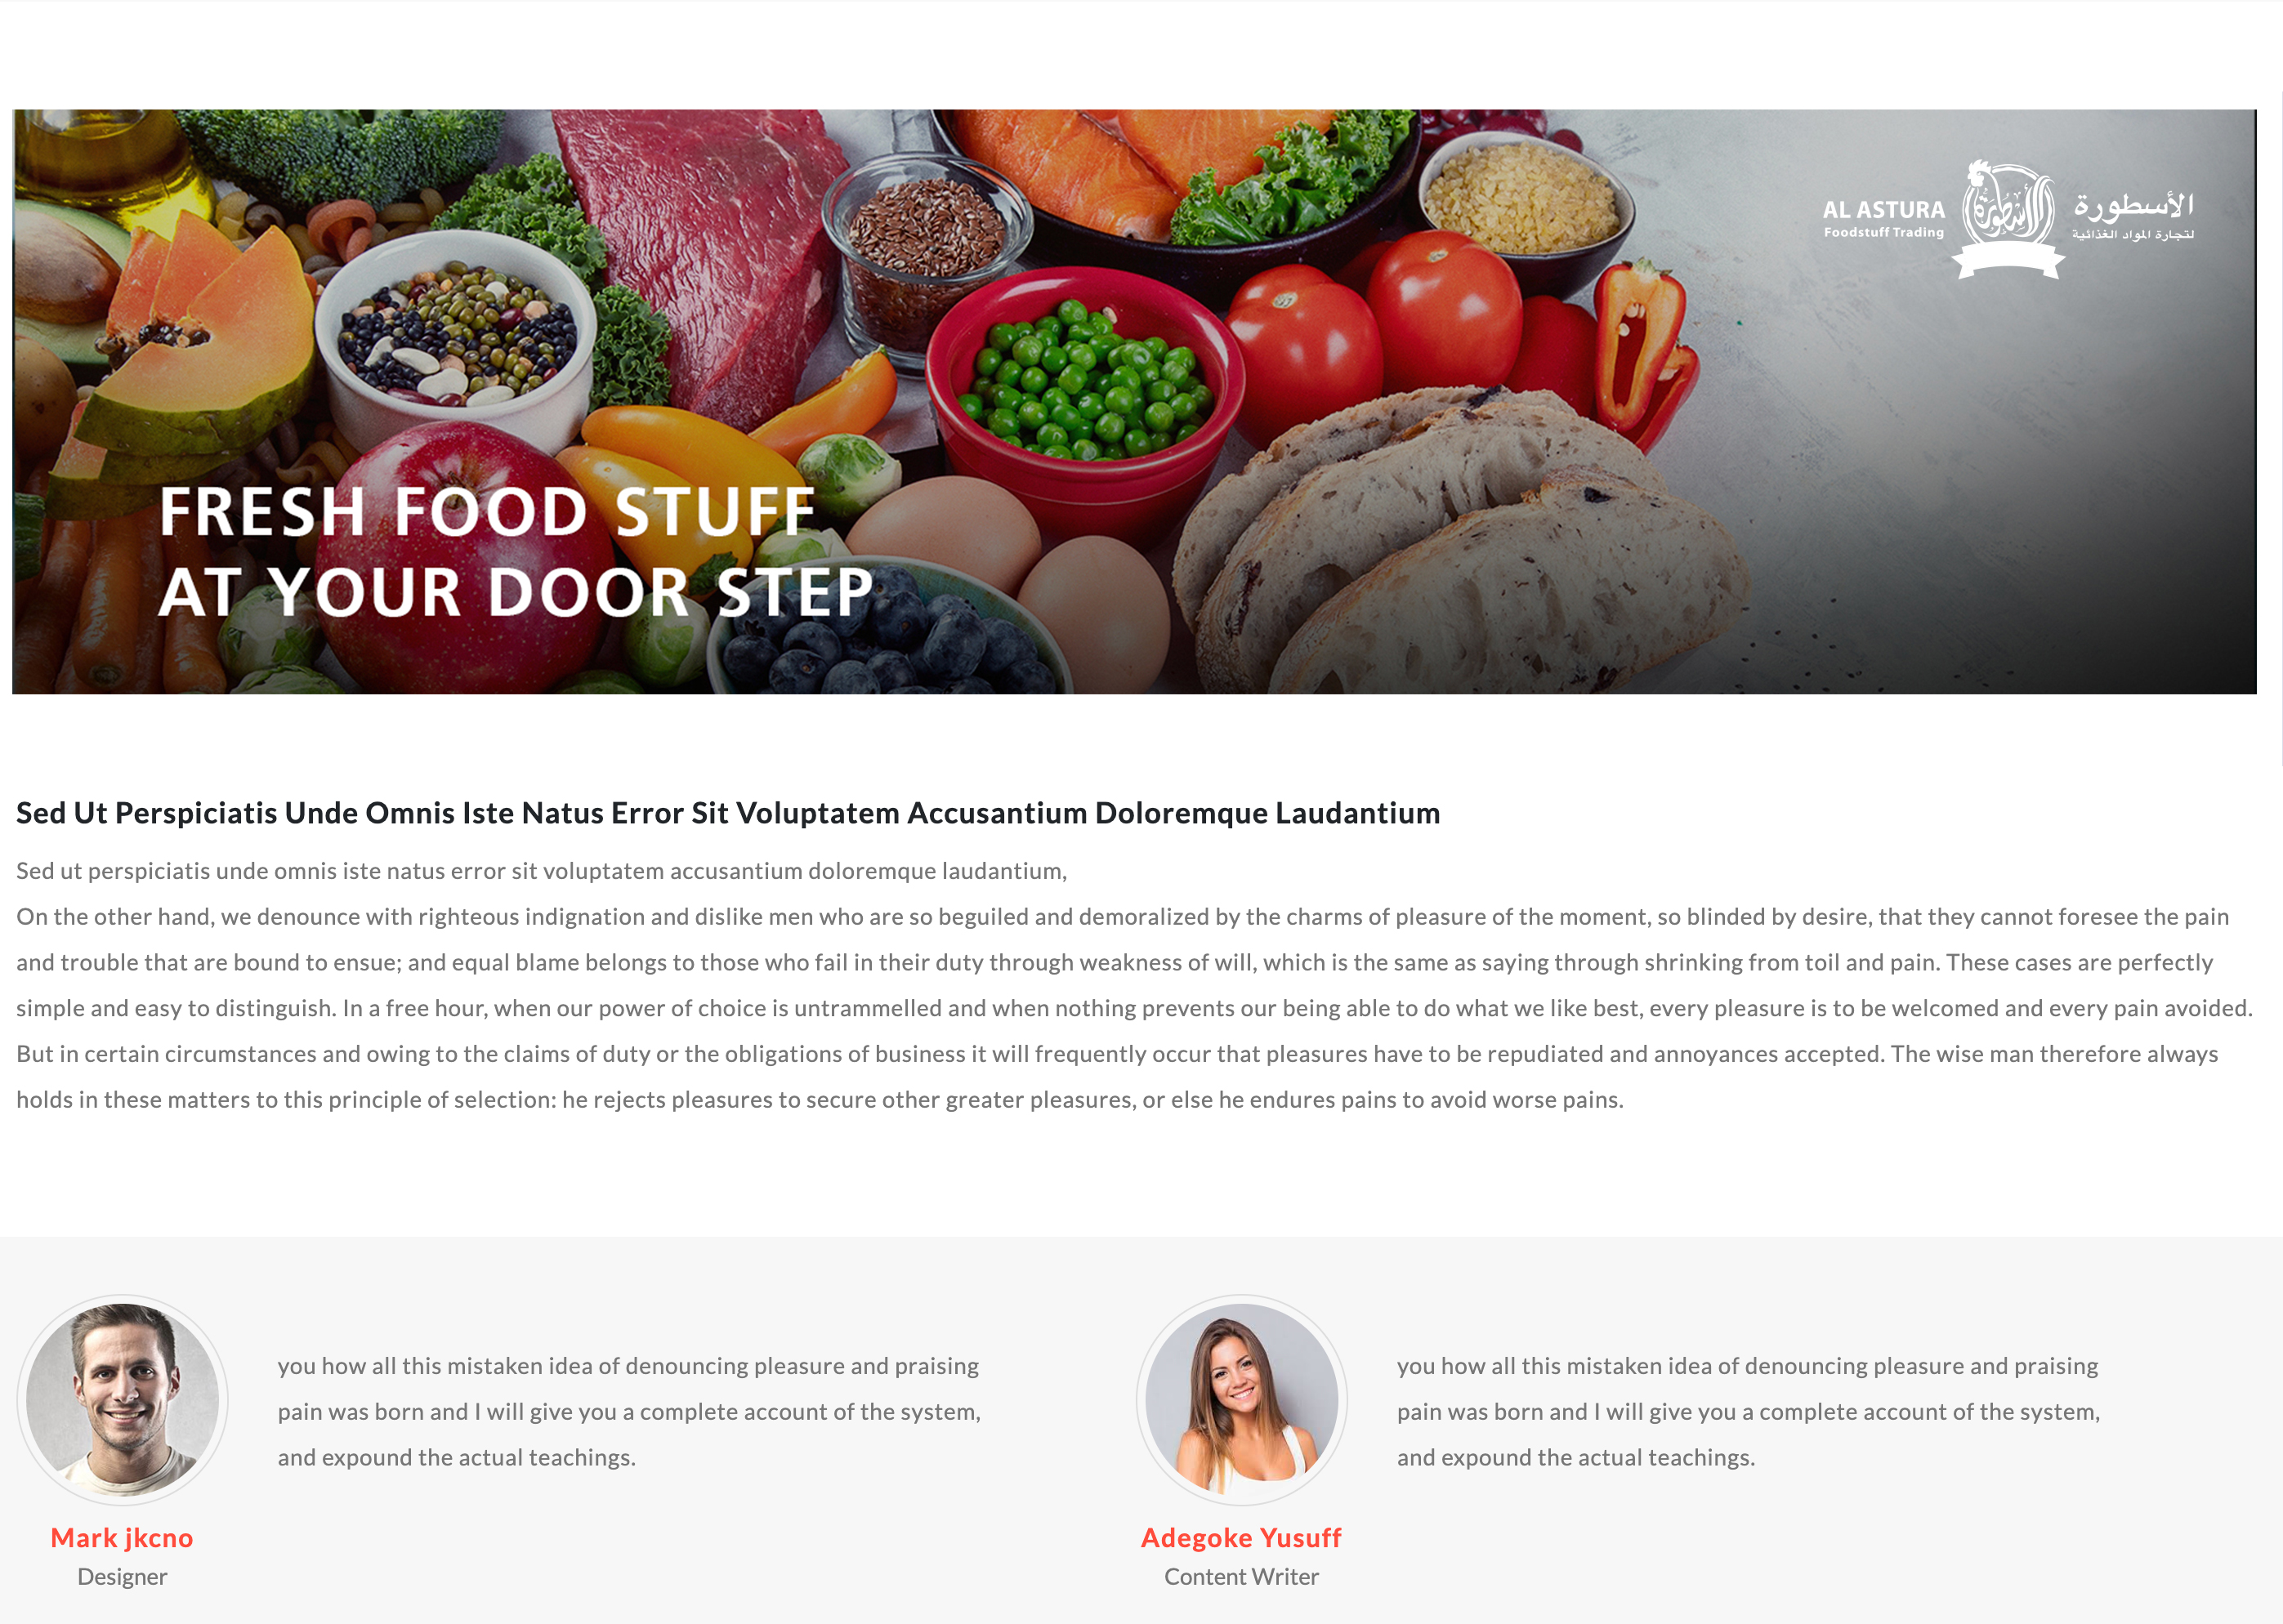 AL ASTURA
Foodstuff Trading
الأسطورة
الأسطورة
لتجارة المواد الغذائية
FRESH FOOD STUFF
AT YOUR DOOR STEP
Sed Ut Perspiciatis Unde Omnis Iste Natus Error Sit Voluptatem Accusantium Doloremque Laudantium
Sed ut perspiciatis unde omnis iste natus error sit voluptatem accusantium doloremque laudantium,
On the other hand, we denounce with righteous indignation and dislike men who are so beguiled and demoralized by the charms of pleasure of the moment, so blinded by desire, that they cannot foresee the pain
and trouble that are bound to ensue; and equal blame belongs to those who fail in their duty through weakness of will, which is the same as saying through shrinking from toil and pain. These cases are perfectly
simple and easy to distinguish. In a free hour, when our power of choice is untrammelled and when nothing prevents our being able to do what we like best, every pleasure is to be welcomed and every pain avoided.
But in certain circumstances and owing to the claims of duty or the obligations of business it will frequently occur that pleasures have to be repudiated and annoyances accepted. The wise man therefore always
holds in these matters to this principle of selection: he rejects pleasures to secure other greater pleasures, or else he endures pains to avoid worse pains.
you how all this mistaken idea of denouncing pleasure and praising
pain was born and I will give you a complete account of the system,
and expound the actual teachings.
Mark jkcno
Designer
you how all this mistaken idea of denouncing pleasure and praising
pain was born and I will give you a complete account of the system,
and expound the actual teachings.
Adegoke Yusuff
Content Writer